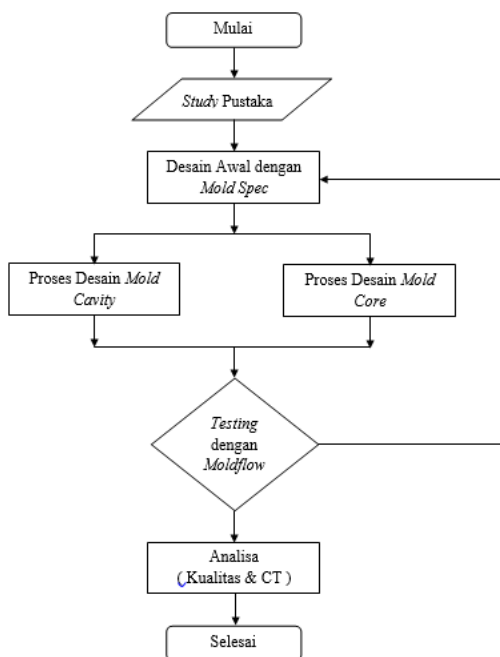 Mulai
Study Pustaka
Desain Awal dengan
Mold Spec
Proses Desain Mold
Cavity
Proses Desain Mold
Core
Testing
dengan
Moldflow
Analisa
( Kualitas & CT )
Selesai